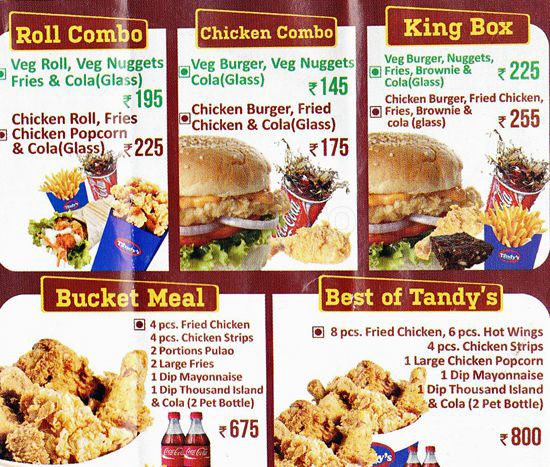 Roll Combo
Veg Roll, Veg Nuggets
Fries & Cola(Glass)
₹ 195
Chicken Roll, Fries
Chicken Popcorn
& Cola(Glass) ₹ 225
Tandy's
Chicken Combo
Veg Burger, Veg Nuggets
Cola(Glass) ₹ 145
Chicken Burger, Fried
Chicken & Cola(Glass)
₹ 175
King Box
Veg Burger, Nuggets,
Fries, Brownie & ₹ 225
Cola(Glass)
Chicken Burger, Fried Chicken,
Fries, Brownie &
cola (glass) ₹ 255
Tandy's
Bucket Meal
4 pcs. Fried Chicken
4 pcs. Chicken Strips
2 Portions Pulao
2 Large Fries
1 Dip Mayonnaise
1 Dip Thousand Island
& Cola (2 Pet Bottle)
₹ 675
Coca-Cola
Best of Tandy's
8 pcs. Fried Chicken, 6 pcs. Hot Wings
4 pcs. Chicken Strips
1 Large Chicken Popcorn
1 Dip Mayonnaise
1 Dip Thousand Island
& Cola (2 Pet Bottle)
₹ 800